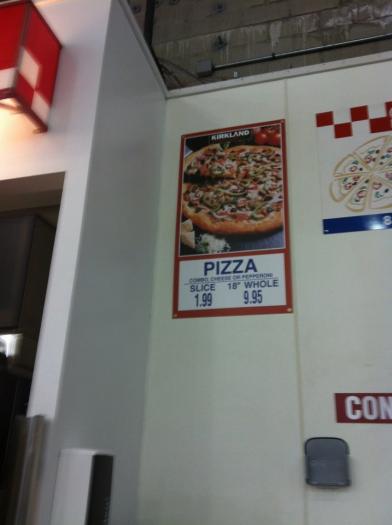 KIRKLAND
PIZZA
COMBO, CHEESE OR PEPPERONI
SLICE 18" WHOLE
1.99 9.95
CON